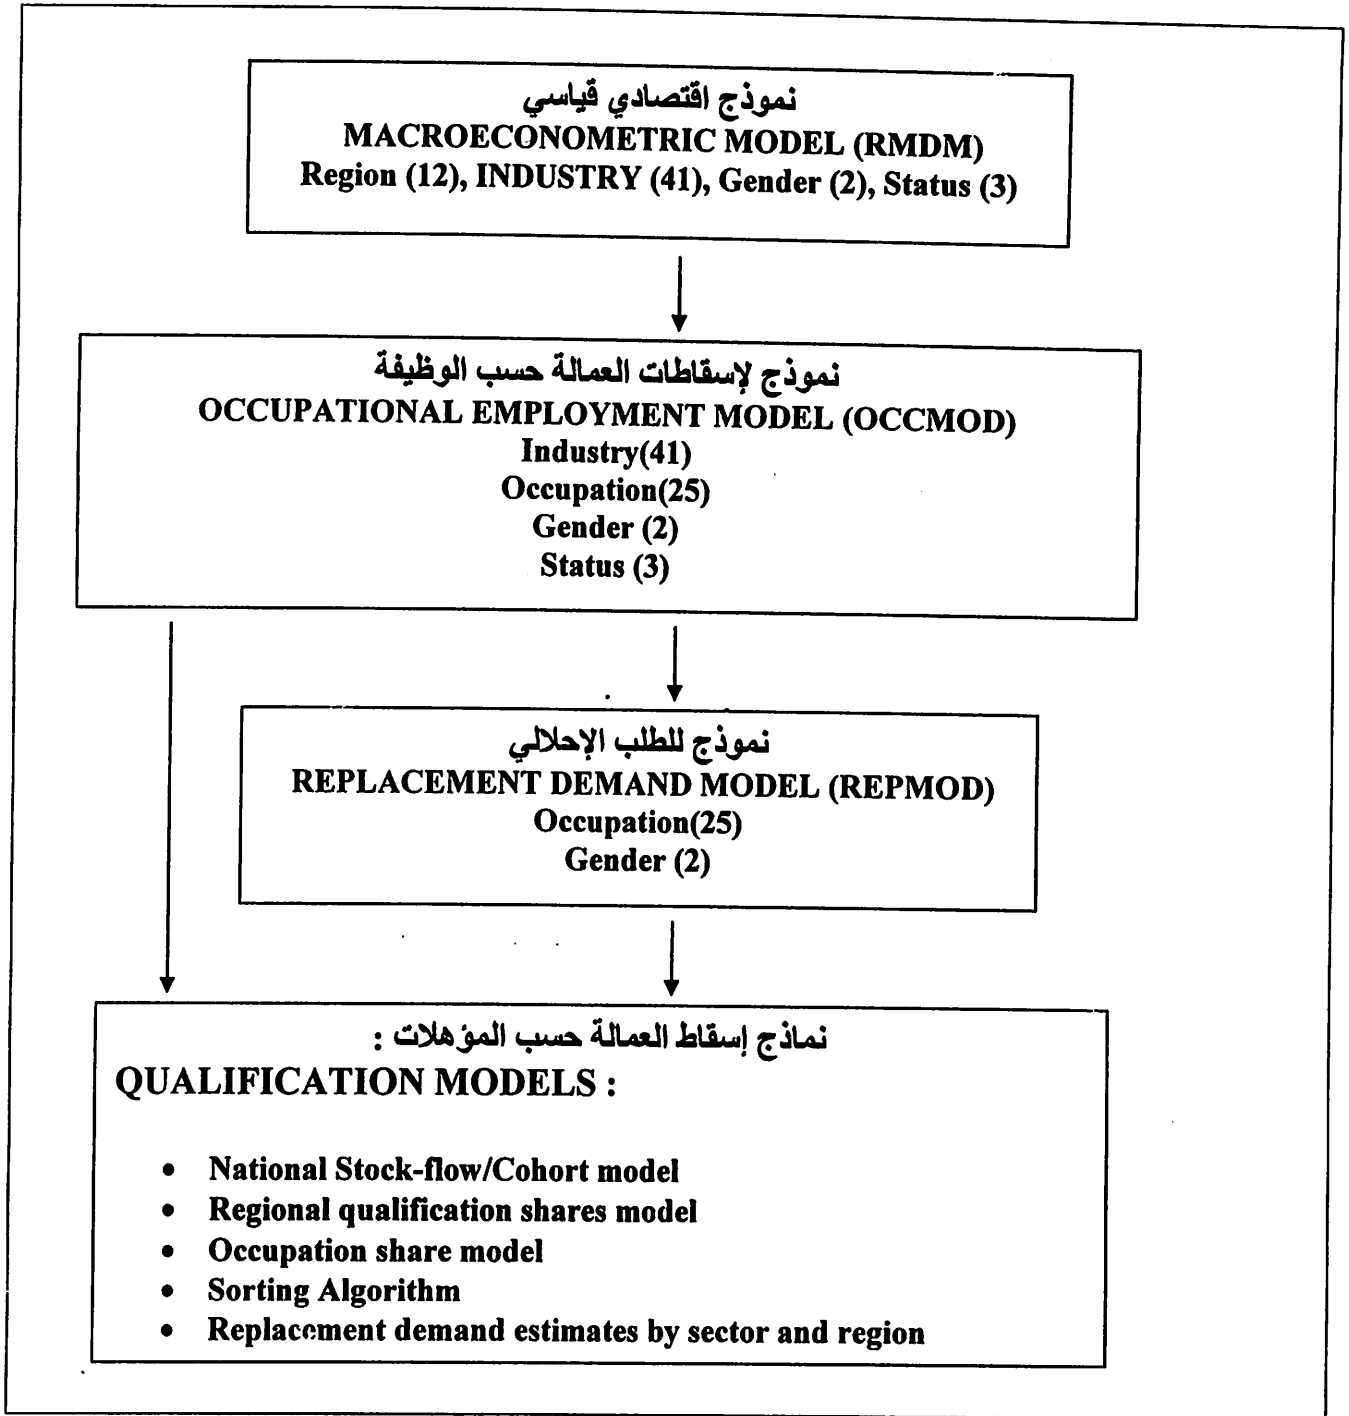 نموذج اقتصادي قياسي
MACROECONOMETRIC MODEL (RMDM)
Region (12), INDUSTRY (41), Gender (2), Status (3)
نموذج لإسقاطات العمالة حسب الوظيفة
OCCUPATIONAL EMPLOYMENT MODEL (OCCMOD)
Industry(41)
Occupation(25)
Gender (2)
Status (3)
نموذج للطلب الإحلالي
REPLACEMENT DEMAND MODEL (REPMOD)
Occupation(25)
Gender (2)
نماذج إسقاط العمالة حسب المؤهلات :
QUALIFICATION MODELS :
• National Stock-flow/Cohort model
• Regional qualification shares model
• Occupation share model
• Sorting Algorithm
• Replacement demand estimates by sector and region